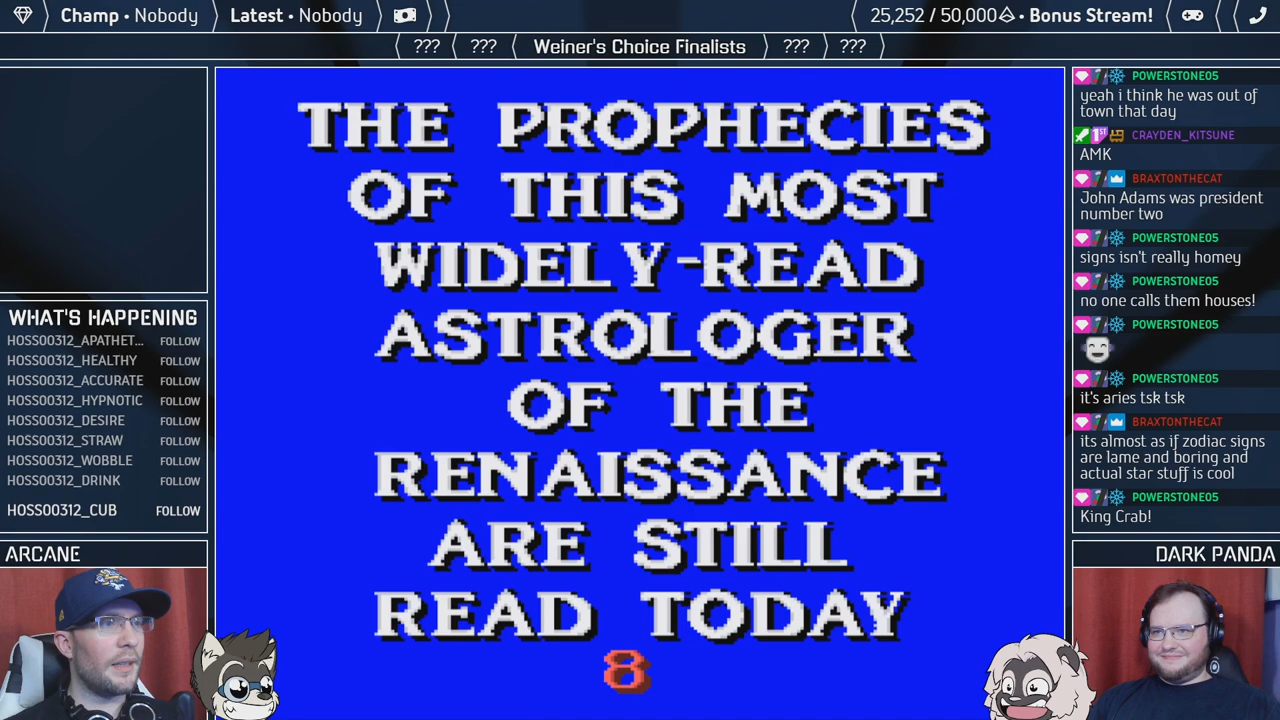 Champ • Nobody
Latest • Nobody
25,252 / 50,000 • Bonus Stream!
??? ??? Weiner's Choice Finalists ??? ???
THE PROPHECIES
OF THIS MOST
WIDELY-READ
ASTROLOGER
OF THE
RENAISSANCE
ARE STILL
READ TODAY
8
WHAT'S HAPPENING
HOSS00312_APATHET... FOLLOW
HOSS00312_HEALTHY FOLLOW
HOSS00312_ACCURATE FOLLOW
HOSS00312_HYPNOTIC FOLLOW
HOSS00312_DESIRE FOLLOW
HOSS00312_STRAW FOLLOW
HOSS00312_WOBBLE FOLLOW
HOSS00312_DRINK FOLLOW
HOSS00312_CUB FOLLOW
ARCANE
POWERSTONE05
yeah i think he was out of
town that day
1ST CRAYDEN_KITSUNE
AMK
BRAXTONTHECAT
John Adams was president
number two
POWERSTONE05
signs isn't really homey
POWERSTONE05
no one calls them houses!
POWERSTONE05
POWERSTONE05
it's aries tsk tsk
BRAXTONTHECAT
its almost as if zodiac signs
are lame and boring and
actual star stuff is cool
POWERSTONE05
King Crab!
DARK PANDA